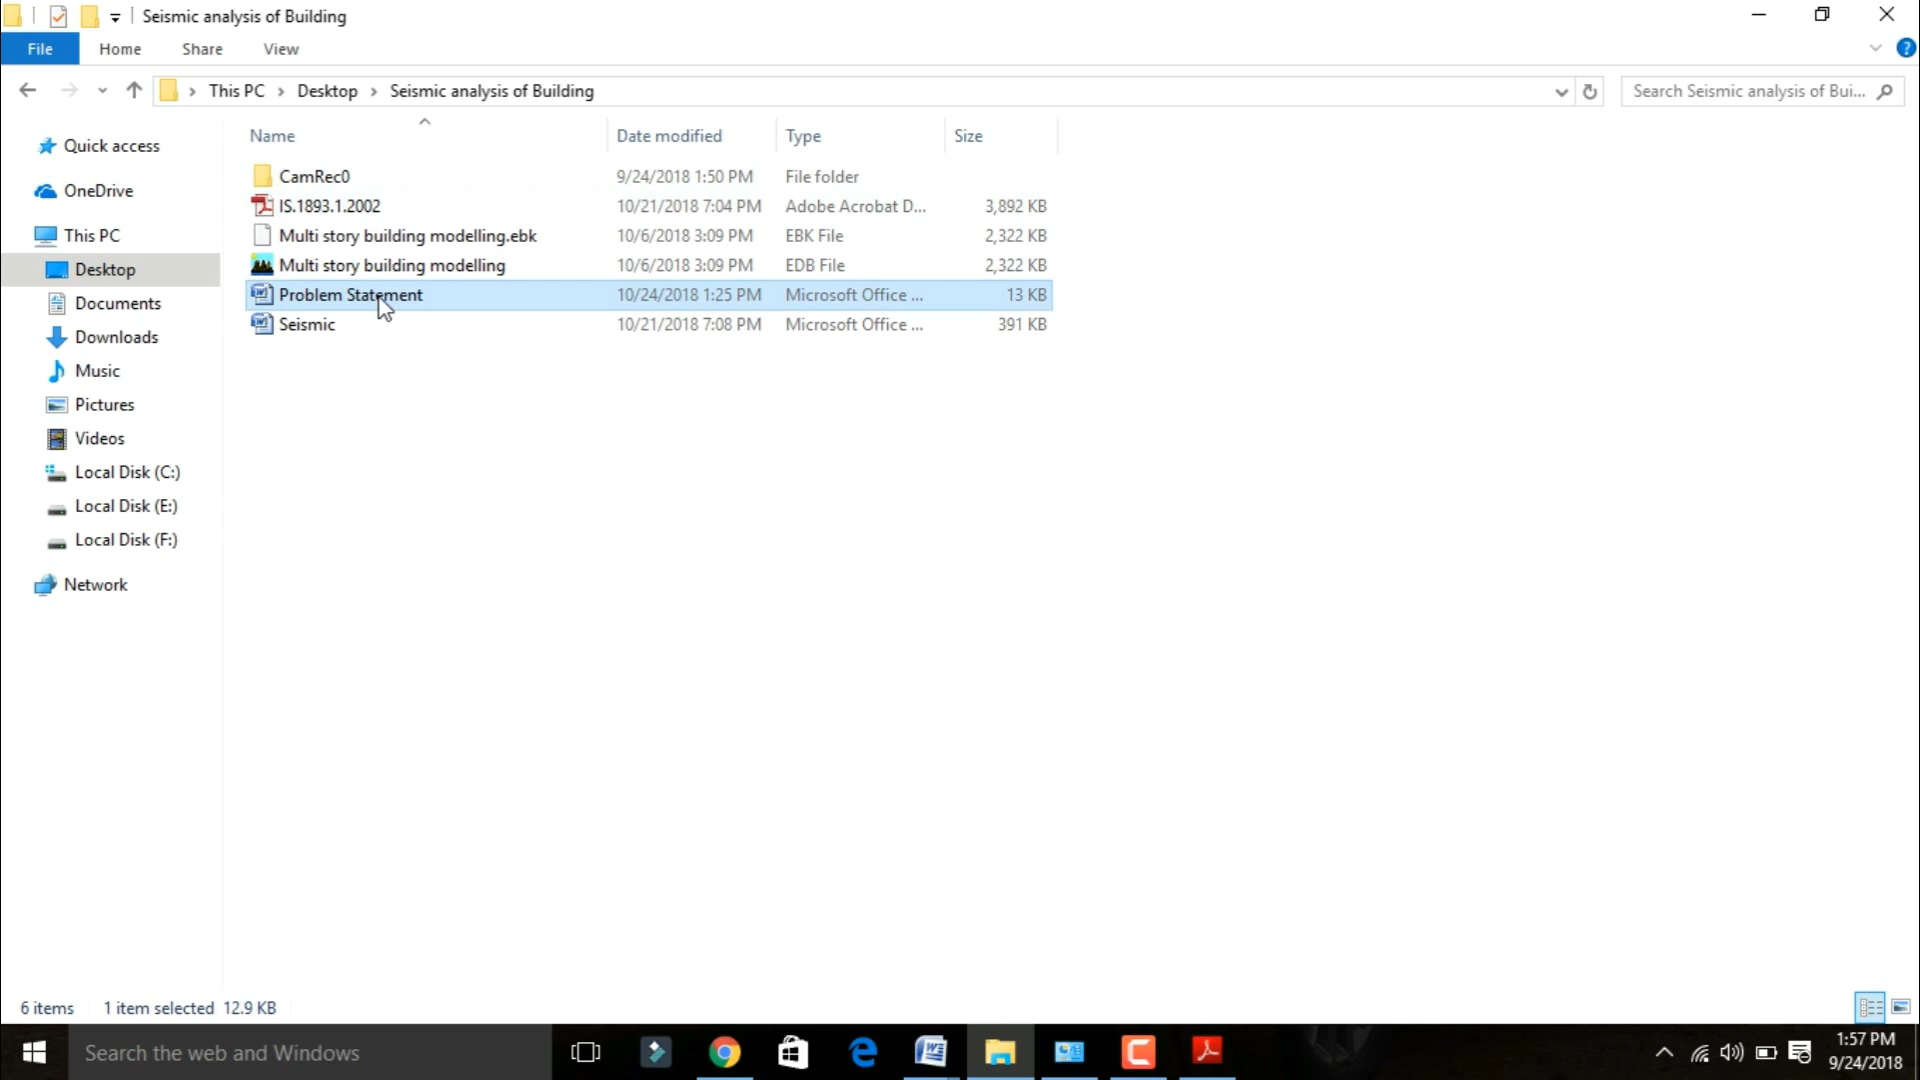 Seismic analysis of Building
File Home Share View
This PC Desktop Seismic analysis of Building Search Seismic analysis of Bui...
Name Date modified Type Size
Quick access
OneDrive
This PC
Desktop
Documents
Downloads
Music
Pictures
Videos
Local Disk (C:)
Local Disk (E:)
Local Disk (F:)
Network
CamRec0 9/24/2018 1:50 PM File folder
IS.1893.1.2002 10/21/2018 7:04 PM Adobe Acrobat D... 3,892 KB
Multi story building modelling.ebk 10/6/2018 3:09 PM EBK File 2,322 KB
Multi story building modelling 10/6/2018 3:09 PM EDB File 2,322 KB
Problem Statement 10/24/2018 1:25 PM Microsoft Office ... 13 KB
Seismic 10/21/2018 7:08 PM Microsoft Office ... 391 KB
6 items 1 item selected 12.9 KB
Search the web and Windows
1:57 PM
9/24/2018